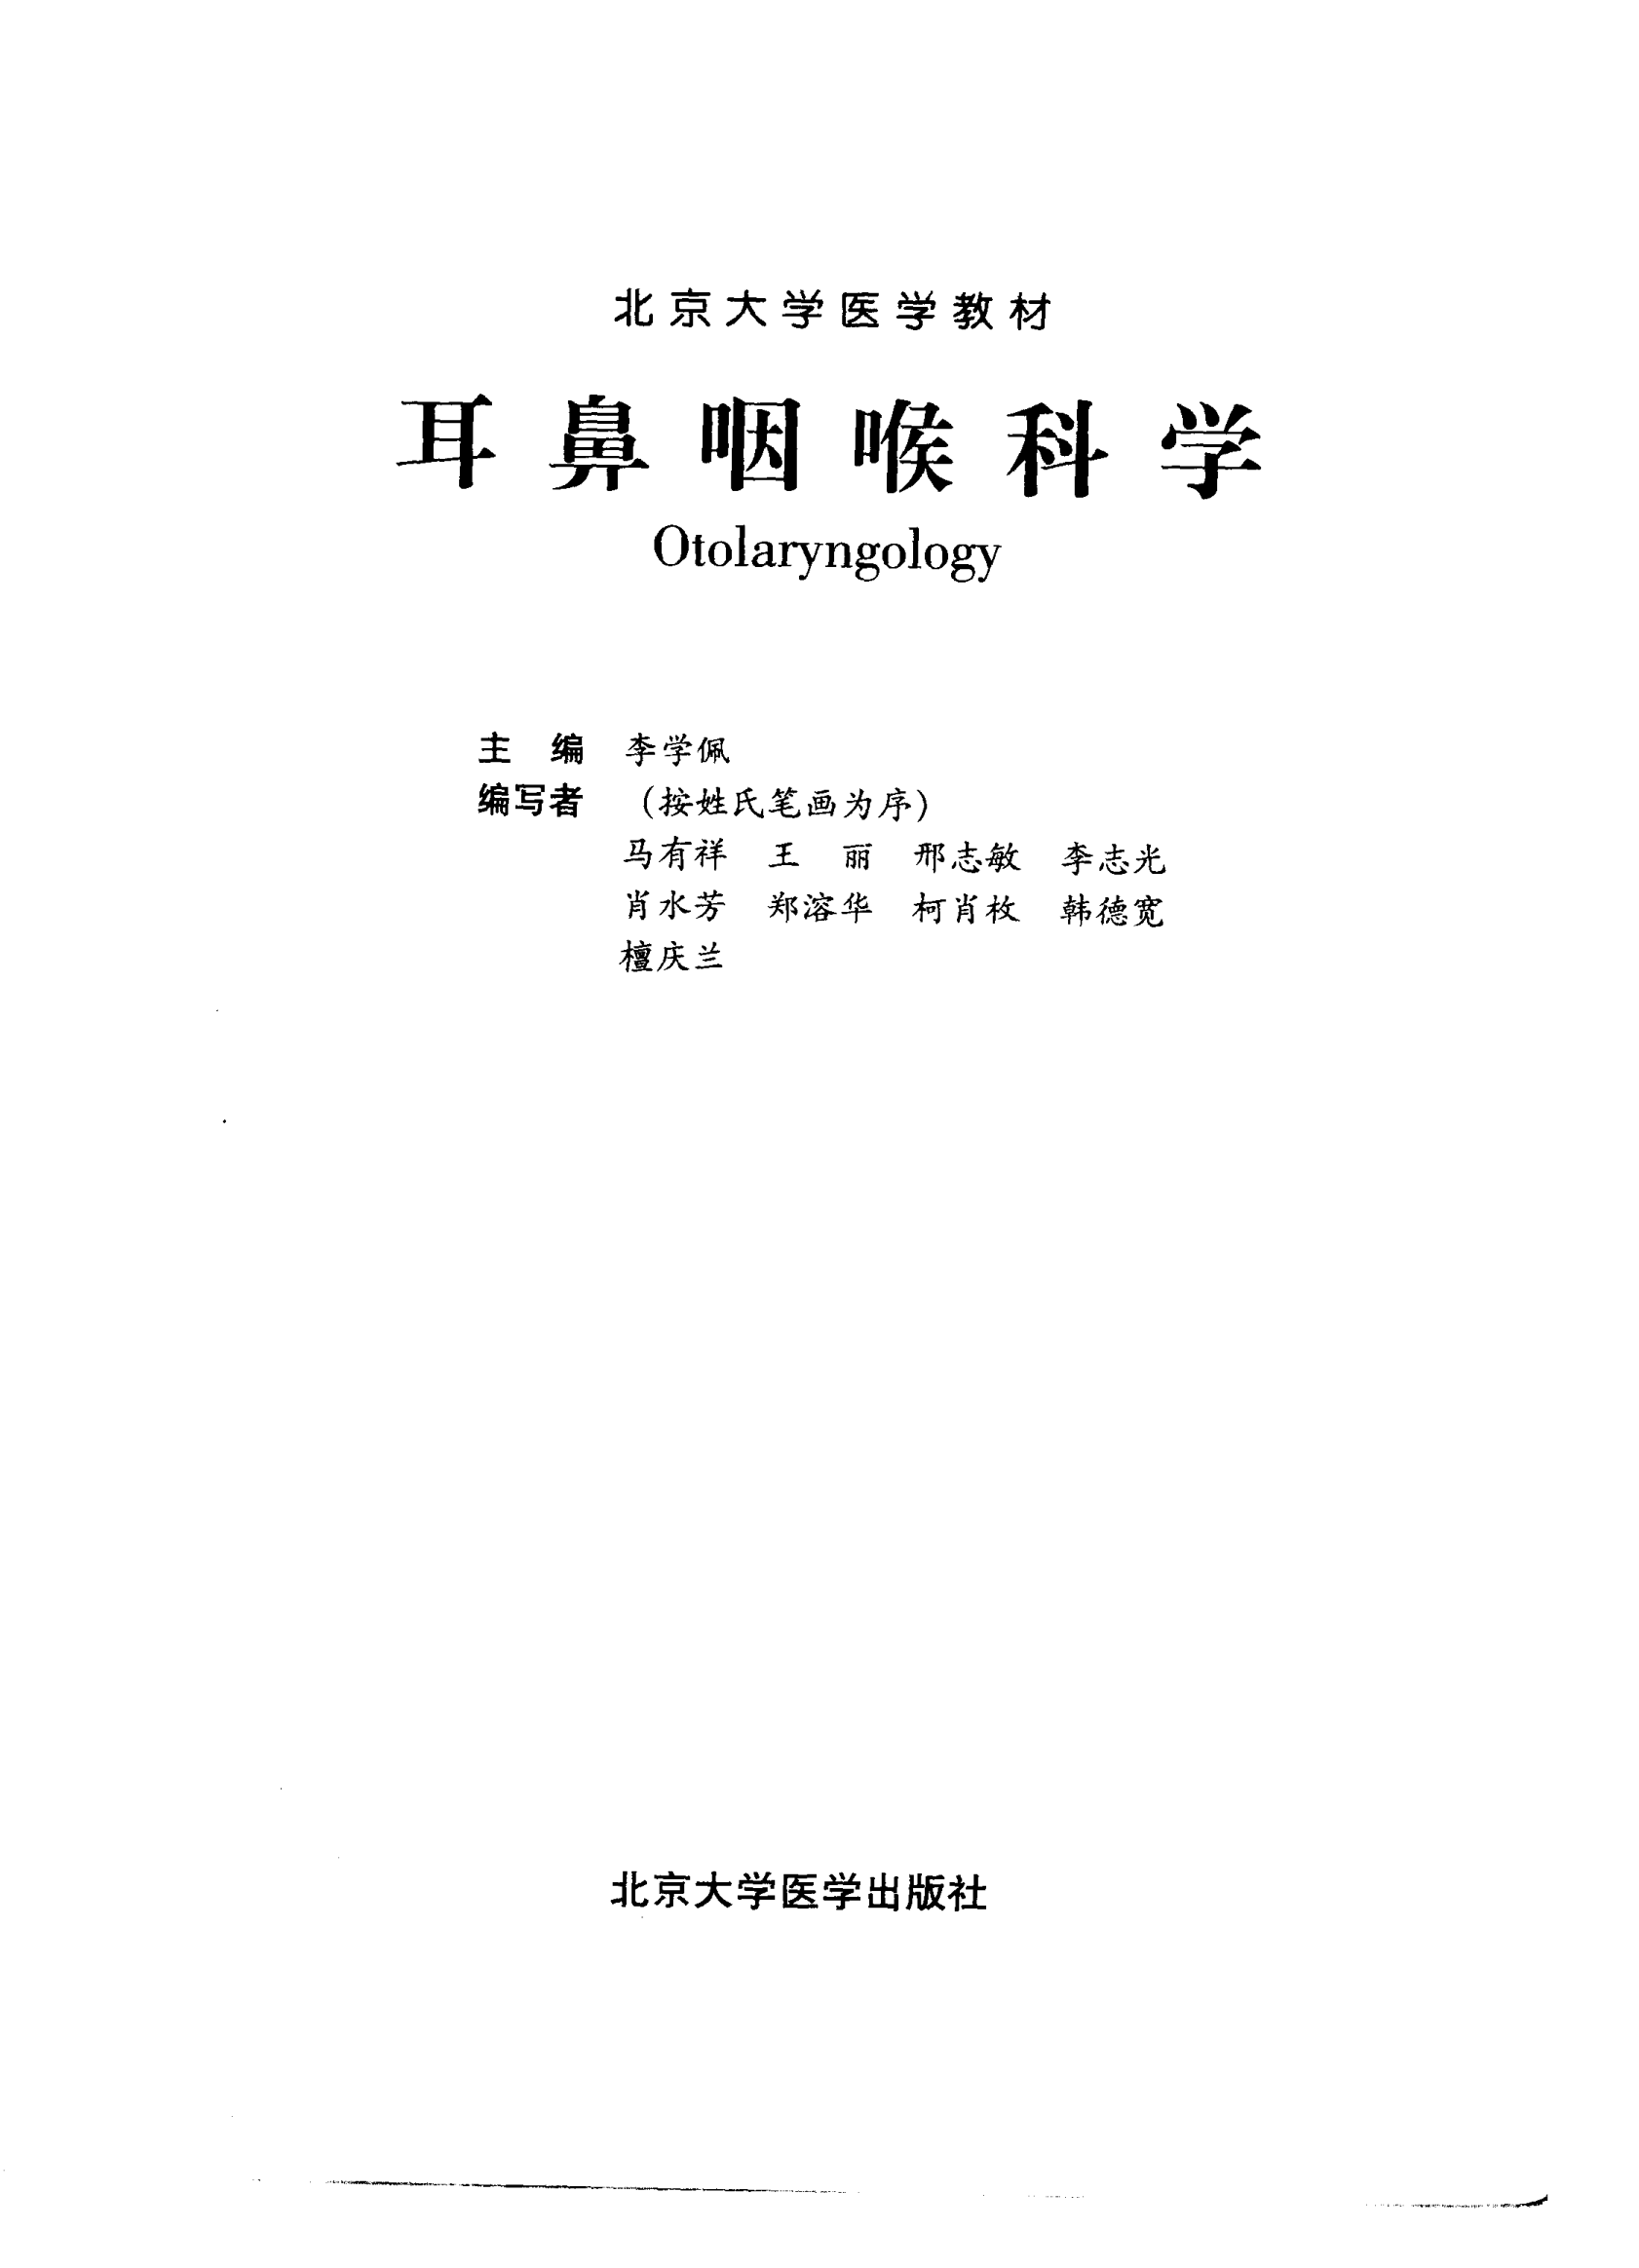 北京大学医学教材
耳鼻咽喉科学
Otolaryngology
主　编　李学佩
编写者　（按姓氏笔画为序）
马有祥　王　丽　邢志敏　李志光
肖水芳　郑溶华　柯肖枚　韩德宽
檀庆兰
北京大学医学出版社